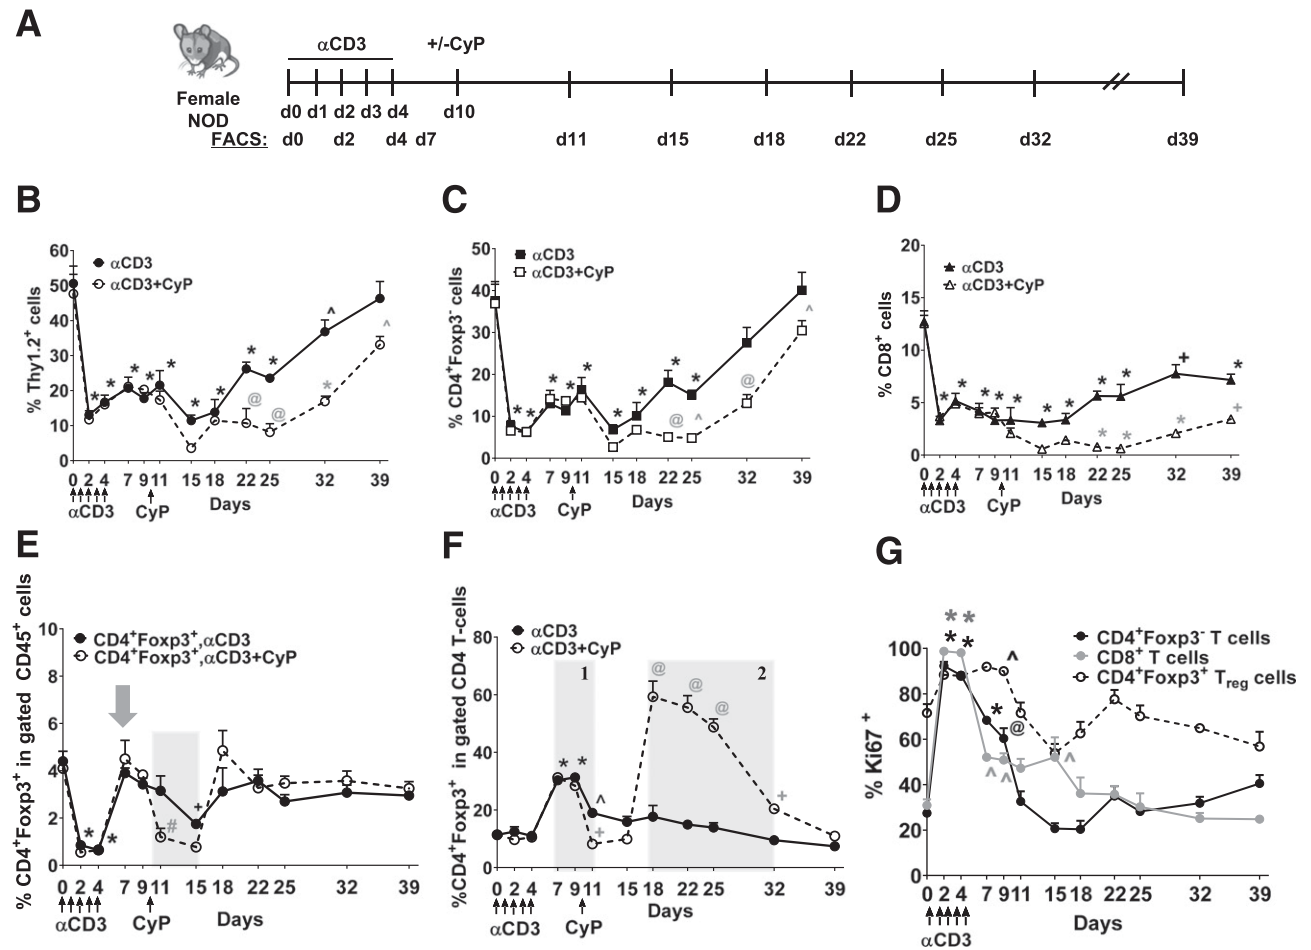 A
αCD3 +/-CyP
Female
NOD
d0 d1 d2 d3 d4 d10
FACS: d0 d2 d4 d7 d11 d15 d18 d22 d25 d32 d39
B
% Thy1.2⁺ cells
αCD3
αCD3+CyP
60
50
40
30
20
10
0
* * * * * * * * * ^
@ @ * ^
0 2 4 7 9 11 15 18 22 25 32 39
αCD3 CyP Days
C
% CD4⁺Foxp3⁻ cells
αCD3
αCD3+CyP
50
40
30
20
10
0
* * * * * * * * *
@ ^ @ ^
0 2 4 7 9 11 15 18 22 25 32 39
αCD3 CyP Days
D
% CD8⁺ cells
αCD3
αCD3+CyP
20
15
10
5
0
* * * * * * * * * + *
* * * +
0 2 4 7 9 11 15 18 22 25 32 39
αCD3 CyP Days
E
% CD4⁺Foxp3⁺ in gated CD45⁺ cells
CD4⁺Foxp3⁺,αCD3
CD4⁺Foxp3⁺,αCD3+CyP
10
8
6
4
2
0
* * # +
0 2 4 7 9 11 15 18 22 25 32 39
αCD3 CyP Days
F
%CD4⁺Foxp3⁺ in gated CD4 T-cells
αCD3
αCD3+CyP
80
60
40
20
0
1 2
* * ^ + @ @ @ +
0 2 4 7 9 11 15 18 22 25 32 39
αCD3 CyP Days
G
% Ki67⁺
CD4⁺Foxp3⁻ T cells
CD8⁺ T cells
CD4⁺Foxp3⁺ Treg cells
100
80
60
40
20
0
* *
* * ^
* @
^ ^ ^
0 2 4 7 9 11 15 18 22 25 32 39
αCD3 Days